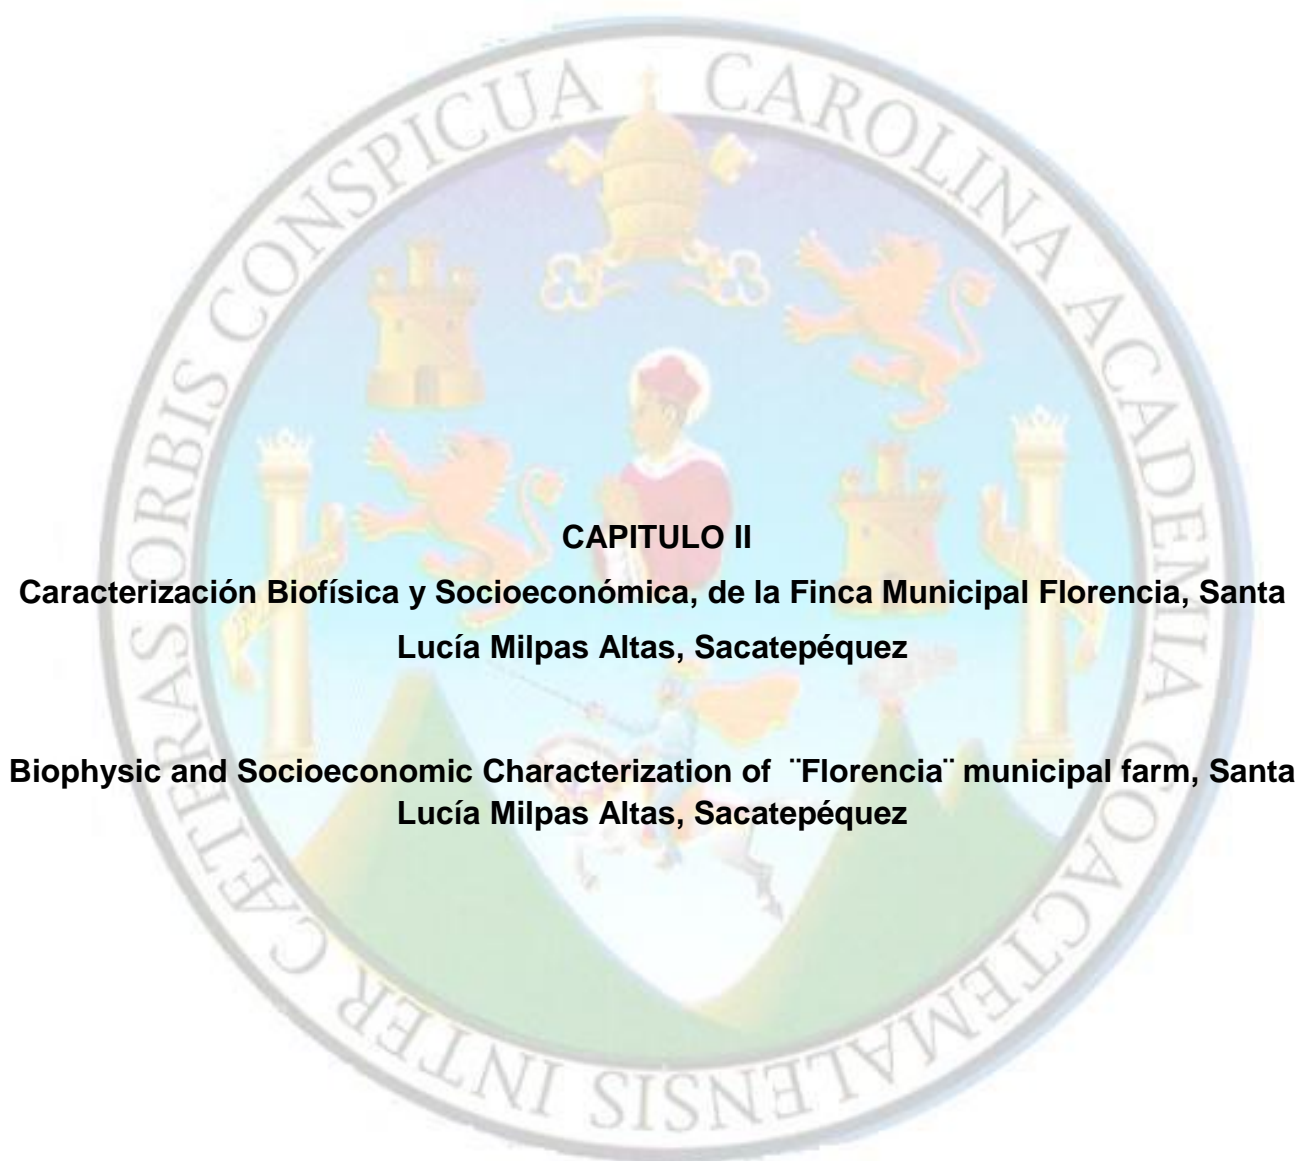 CAROLINA ACADEMIA COACTEMALENSIS INTER CÆTERAS ORBIS CONSPICUA
CAPITULO II
Caracterización Biofísica y Socioeconómica, de la Finca Municipal Florencia, Santa
Lucía Milpas Altas, Sacatepéquez
Biophysic and Socioeconomic Characterization of ¨Florencia¨ municipal farm, Santa
Lucía Milpas Altas, Sacatepéquez